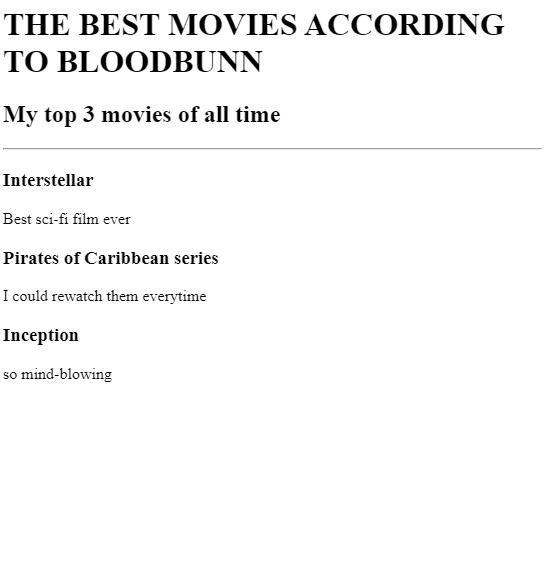 THE BEST MOVIES ACCORDING
TO BLOODBUNN
My top 3 movies of all time
Interstellar
Best sci-fi film ever
Pirates of Caribbean series
I could rewatch them everytime
Inception
so mind-blowing